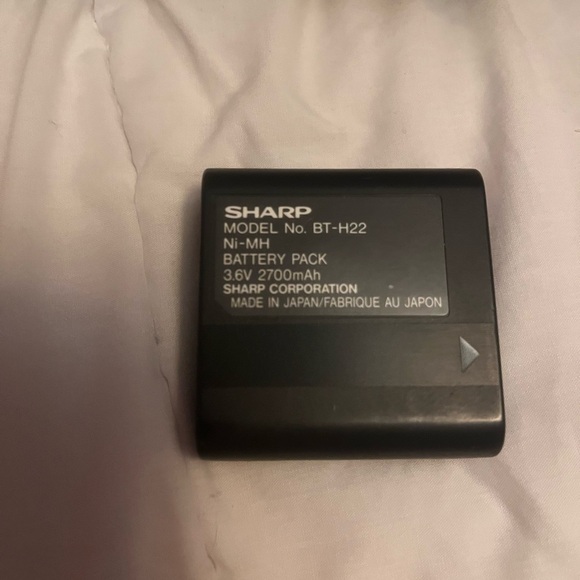 SHARP
MODEL No. BT-H22
Ni-MH
BATTERY PACK
3.6V 2700mAh
SHARP CORPORATION
MADE IN JAPAN/FABRIQUE AU JAPON